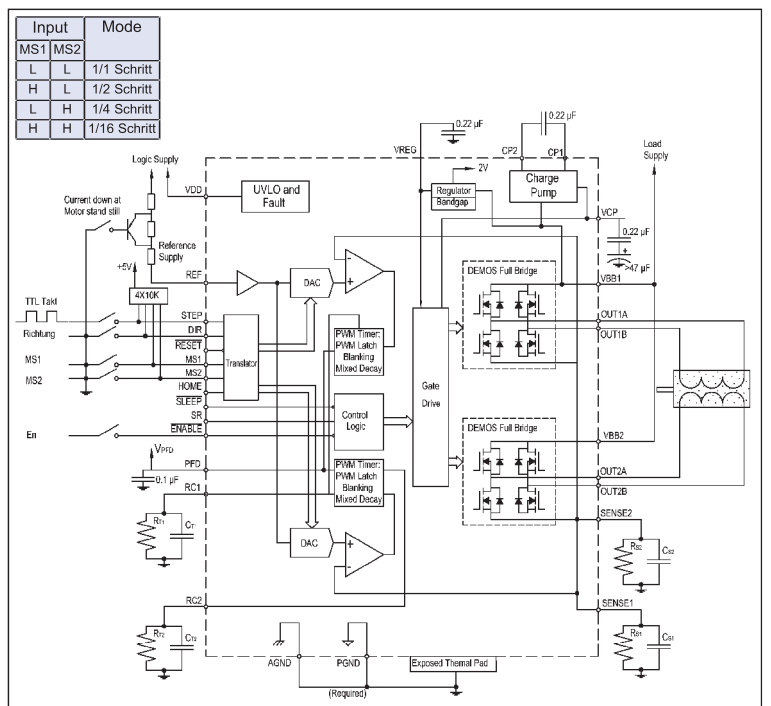 Input Mode
MS1 MS2
L L 1/1 Schritt
H L 1/2 Schritt
L H 1/4 Schritt
H H 1/16 Schritt
0.22 µF
0.22 µF
VREG
CP2
CP1
Load
Supply
Logic Supply
VDD
UVLO and
Fault
2V
Regulator
Bandgap
Charge
Pump
VCP
0.22 µF
+
>47 µF
Current down at
Motor stand still
Reference
Supply
REF
DAC
-
+
DEMOS Full Bridge
VBB1
+5V
4X10K
OUT1A
OUT1B
TTL Takt
STEP
Richtung
DIR
RESET
MS1
MS1
MS2
MS2
HOME
Translator
PWM Timer:
PWM Latch
Blanking
Mixed Decay
Gate
Drive
SLEEP
SR
En
ENABLE
Control
Logic
DEMOS Full Bridge
VBB2
VPFD
PFD
0.1 µF
PWM Timer:
PWM Latch
Blanking
Mixed Decay
OUT2A
OUT2B
RC1
RT1
CT1
DAC
+
-
SENSE2
RS2
CS2
RC2
RT2
CT2
SENSE1
RS1
CS1
AGND
PGND
Exposed Themal Pad
(Required)